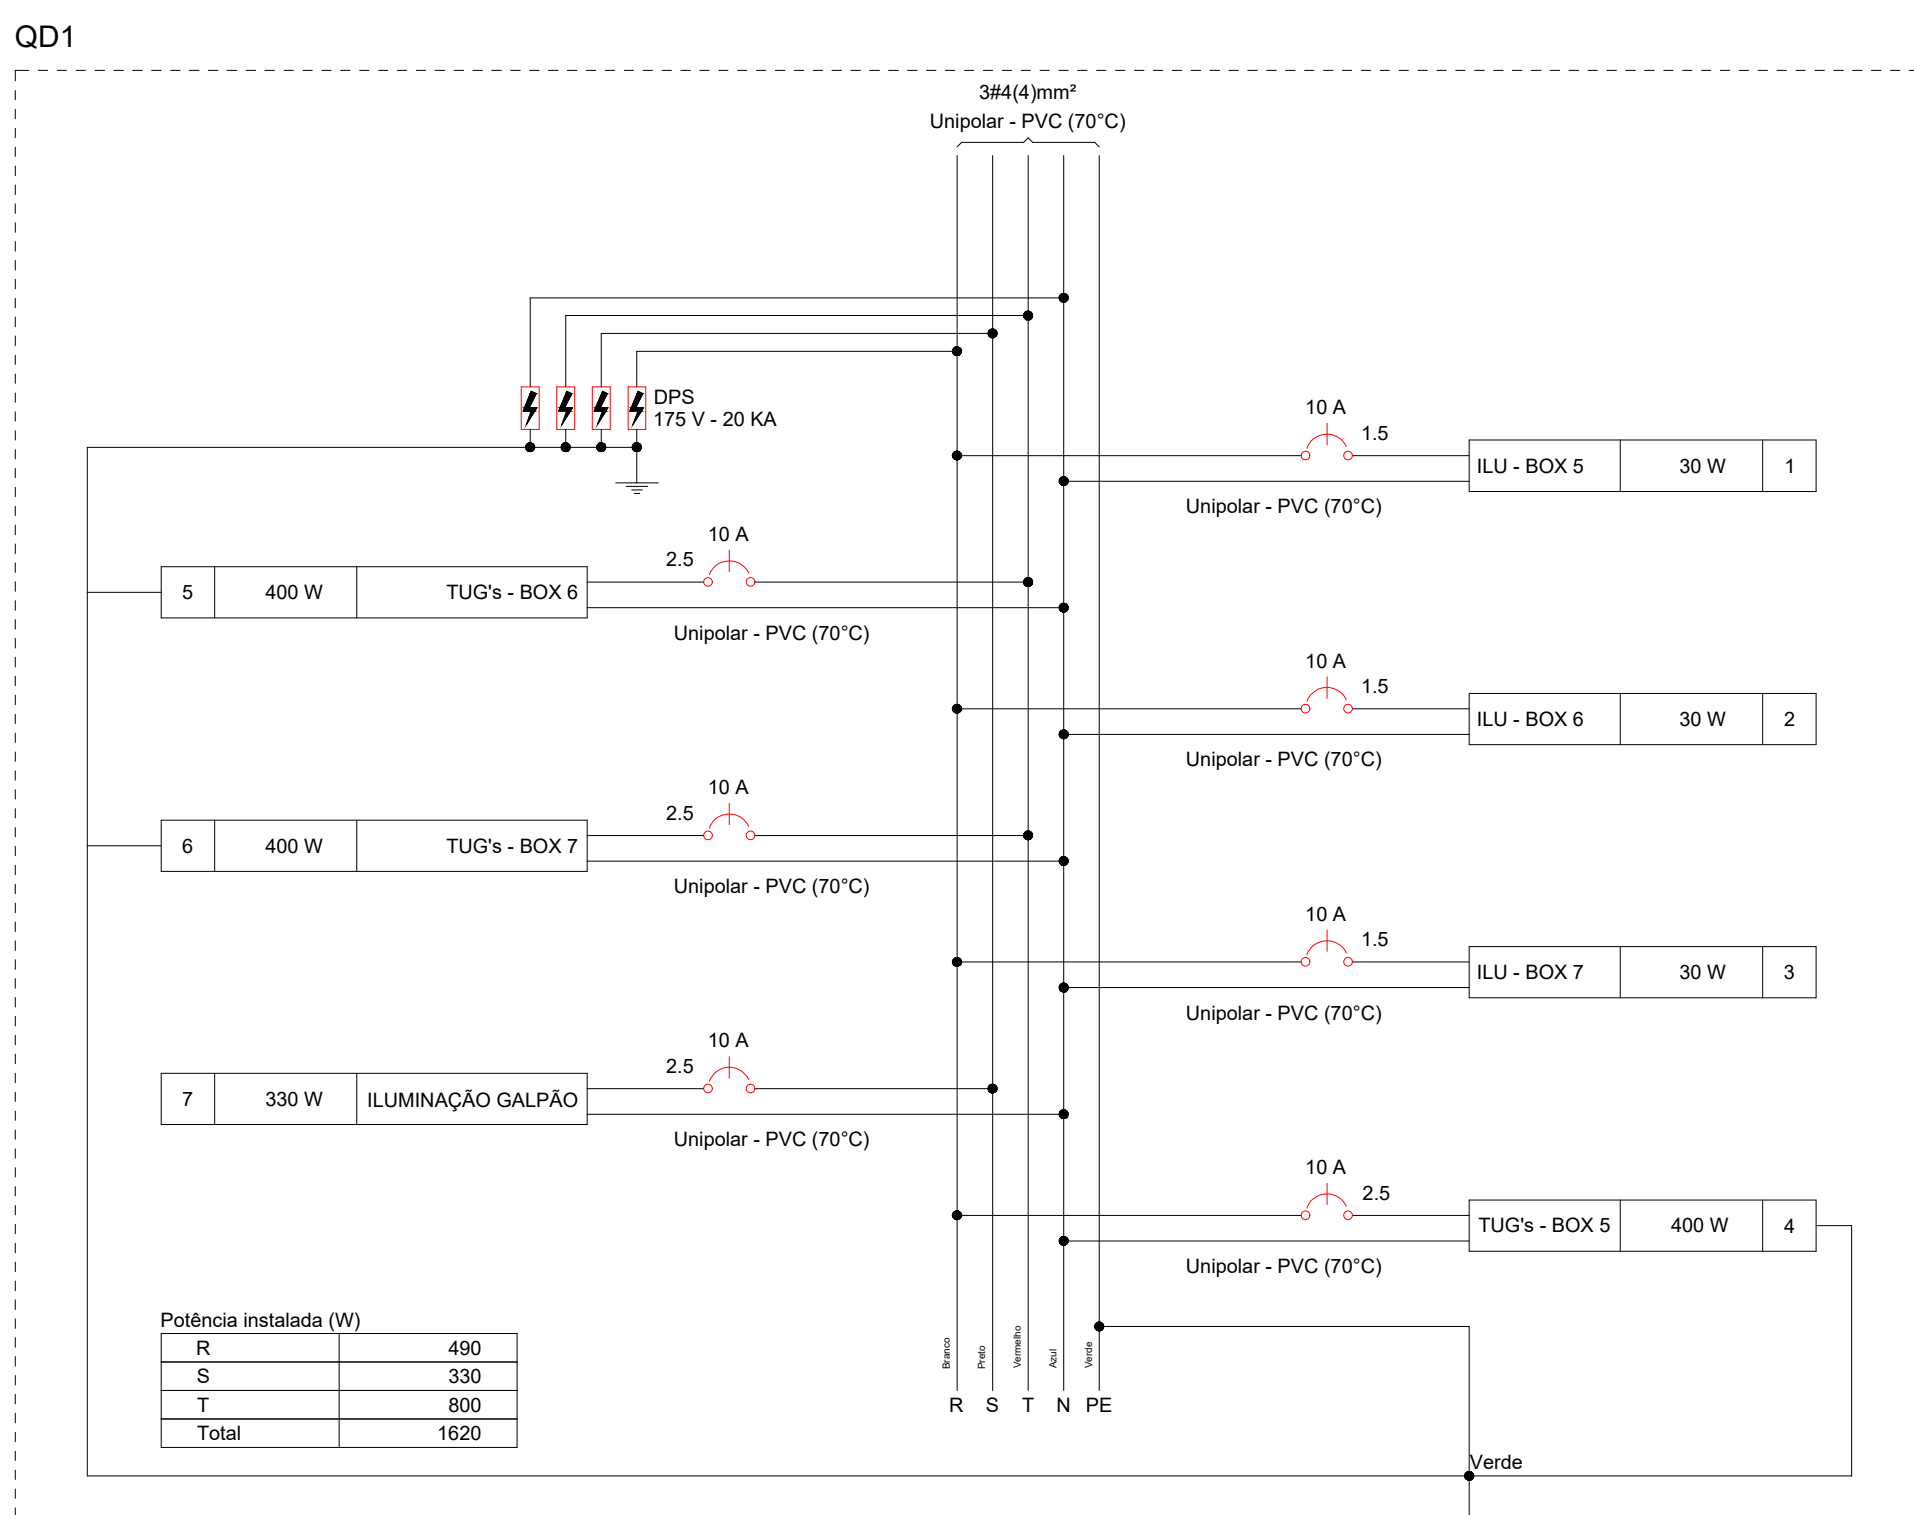 QD1
3#4(4)mm²
Unipolar - PVC (70°C)
DPS
175 V - 20 KA
10 A
1.5
ILU - BOX 5 30 W 1
Unipolar - PVC (70°C)
10 A
2.5
5 400 W TUG's - BOX 6
Unipolar - PVC (70°C)
10 A
1.5
ILU - BOX 6 30 W 2
Unipolar - PVC (70°C)
10 A
2.5
6 400 W TUG's - BOX 7
Unipolar - PVC (70°C)
10 A
1.5
ILU - BOX 7 30 W 3
Unipolar - PVC (70°C)
10 A
2.5
7 330 W ILUMINAÇÃO GALPÃO
Unipolar - PVC (70°C)
10 A
2.5
TUG's - BOX 5 400 W 4
Unipolar - PVC (70°C)
Potência instalada (W)
R 490
S 330
T 800
Total 1620
Branco
Preto
Vermelho
Azul
Verde
R S T N PE
Verde